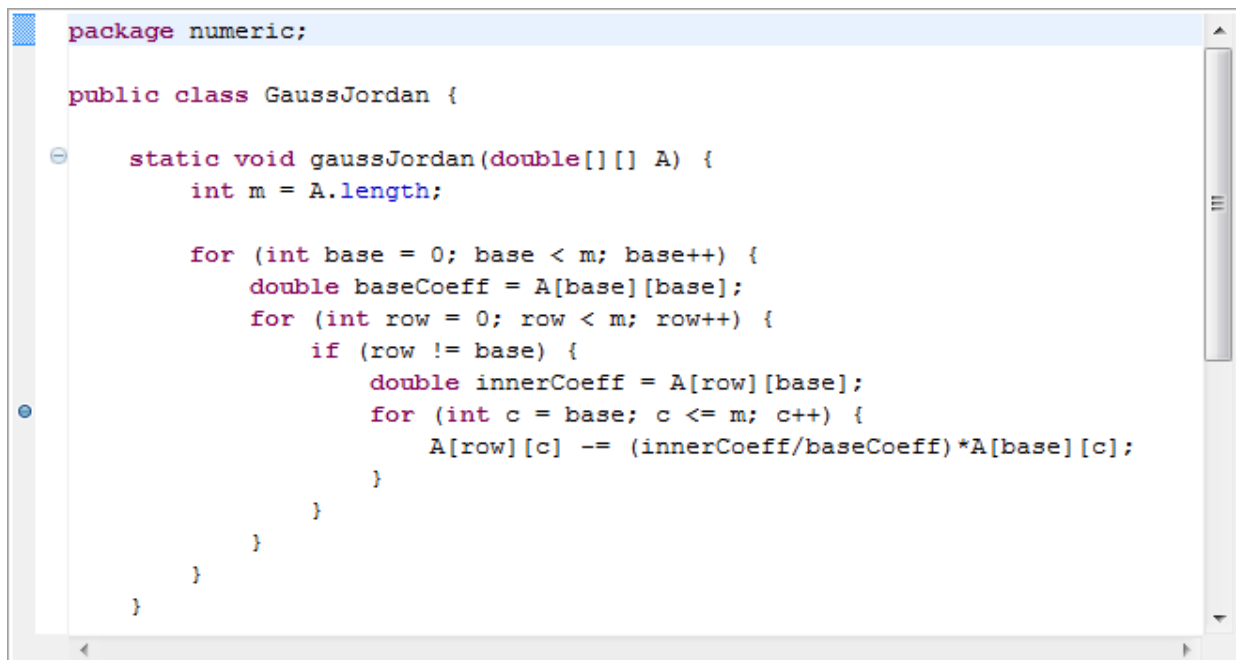 package numeric;
public class GaussJordan {
static void gaussJordan(double[][] A) {
int m = A.length;
for (int base = 0; base < m; base++) {
double baseCoeff = A[base][base];
for (int row = 0; row < m; row++) {
if (row != base) {
double innerCoeff = A[row][base];
for (int c = base; c <= m; c++) {
A[row][c] -= (innerCoeff/baseCoeff)*A[base][c];
}
}
}
}
}